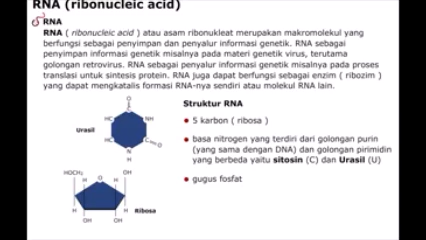 RNA (ribonucleic acid)
RNA
RNA ( ribonucleic acid ) atau asam ribonukleat merupakan makromolekul yang
berfungsi sebagai penyimpan dan penyalur informasi genetik. RNA sebagai
penyimpan informasi genetik misalnya pada materi genetik virus, terutama
golongan retrovirus. RNA sebagai penyalur informasi genetik misalnya pada proses
translasi untuk sintesis protein. RNA juga dapat berfungsi sebagai enzim ( ribozim )
yang dapat mengkatalis formasi RNA-nya sendiri atau molekul RNA lain.
Struktur RNA
5 karbon ( ribosa )
basa nitrogen yang terdiri dari golongan purin
(yang sama dengan DNA) dan golongan pirimidin
yang berbeda yaitu sitosin (C) dan Urasil (U)
gugus fosfat
Urasil
O
C
HC
NH
HC
C
O
N
H
HOCH₂
O
OH
H
H
H
H
OH
OH
Ribosa